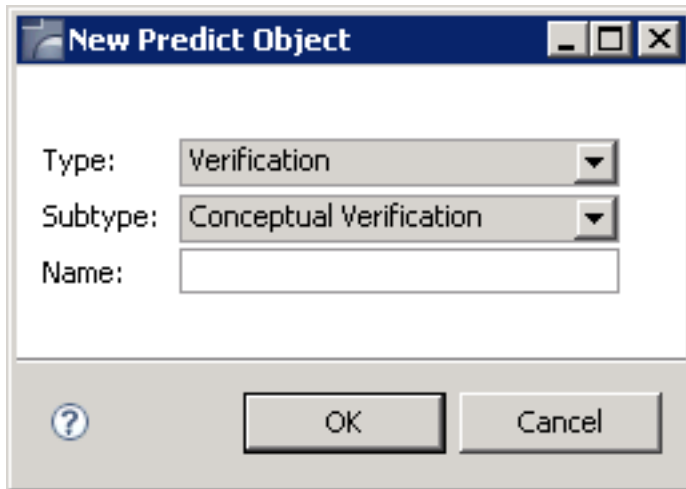 New Predict Object
Type: Verification
Subtype: Conceptual Verification
Name:
? OK Cancel